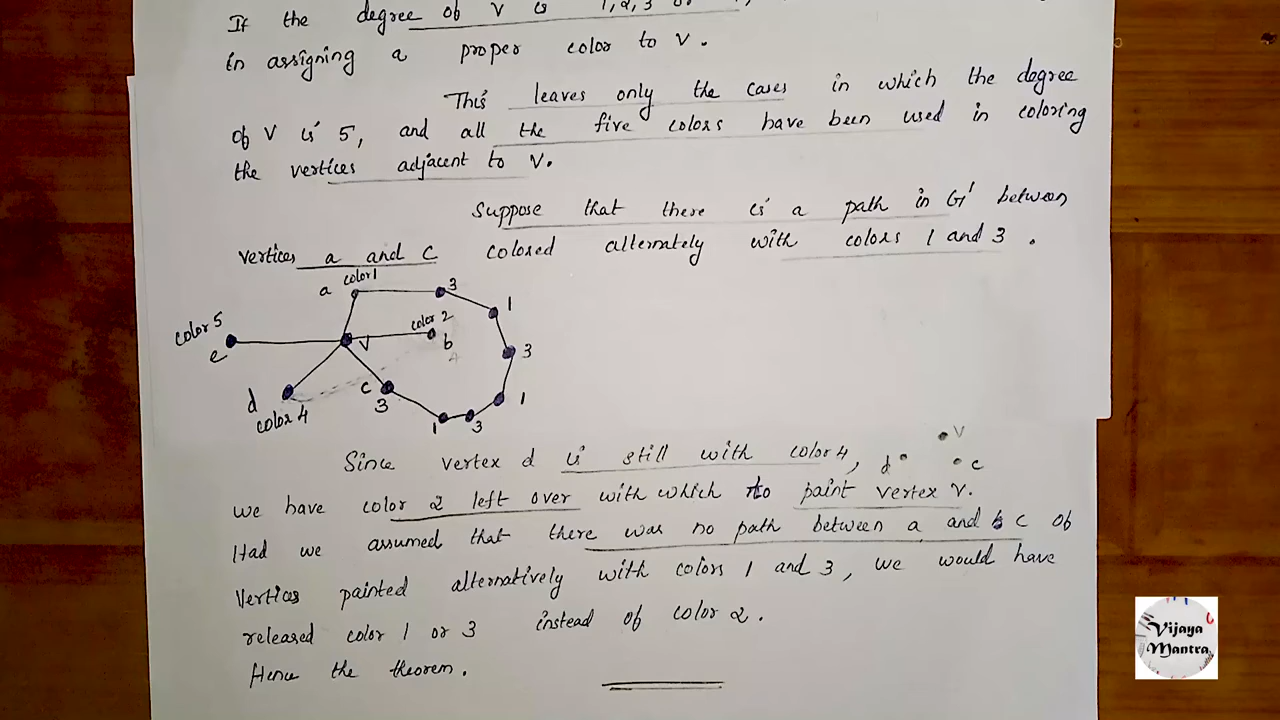 If the degree of V is 1, 2, 3 or
in assigning a proper color to V.
This leaves only the cases in which the degree
of V is 5, and all the five colors have been used in coloring
the vertices adjacent to V.
Suppose that there is a path in G' between
vertices a and C colored alternately with colors 1 and 3.
a color 1 3 1
color 5 color 2
e V b 3
4
d c 1
color 4 3
1 3
Since vertex d is still with color 4, d V c
we have color 2 left over with which to paint vertex V.
Had we assumed that there was no path between a and c of
Vertices painted alternatively with colors 1 and 3, we would have
released color 1 or 3 instead of color 2.
Hence the theorem.
Vijaya
Mantra